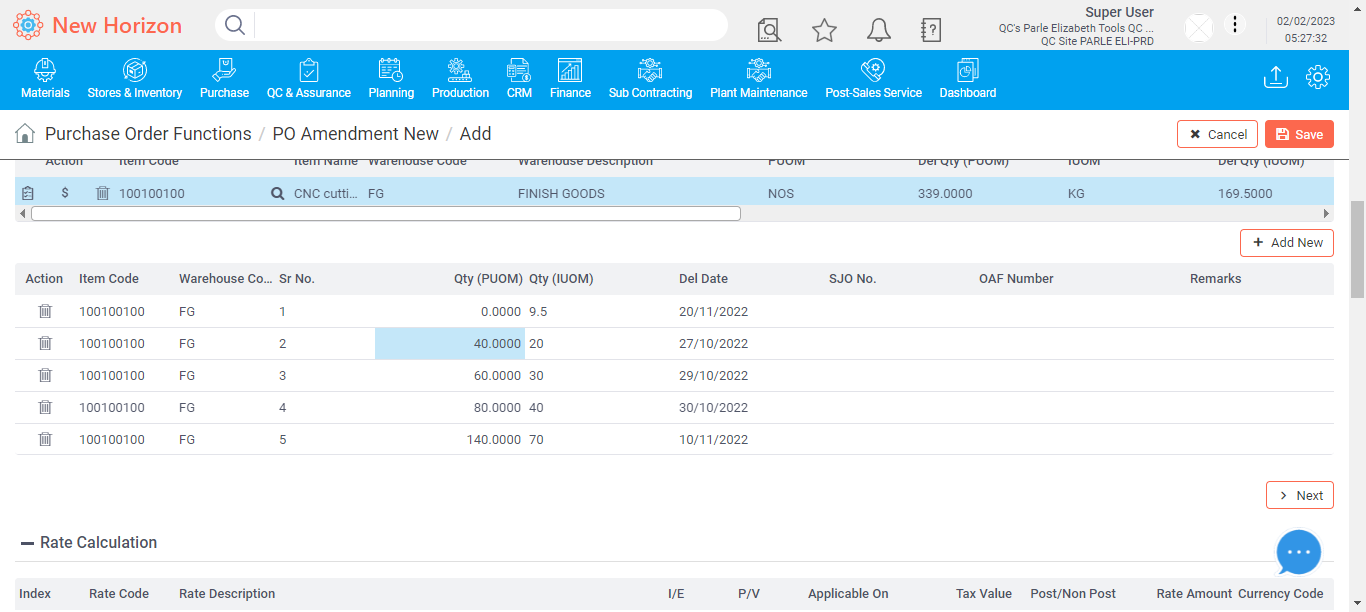 New Horizon
Super User
QC's Parle Elizabeth Tools QC ...
QC Site PARLE ELI-PRD
02/02/2023
05:27:32
Materials Stores & Inventory Purchase QC & Assurance Planning Production CRM Finance Sub Contracting Plant Maintenance Post-Sales Service Dashboard
Purchase Order Functions / PO Amendment New / Add Cancel Save
Action Item Code Item Name Warehouse Code Warehouse Description PUOM Del Qty (PUOM) IUOM Del Qty (IUOM)
$ 100100100 CNC cutti... FG FINISH GOODS NOS 339.0000 KG 169.5000
+ Add New
Action Item Code Warehouse Co... Sr No. Qty (PUOM) Qty (IUOM) Del Date SJO No. OAF Number Remarks
100100100 FG 1 0.0000 9.5 20/11/2022
100100100 FG 2 40.0000 20 27/10/2022
100100100 FG 3 60.0000 30 29/10/2022
100100100 FG 4 80.0000 40 30/10/2022
100100100 FG 5 140.0000 70 10/11/2022
Next
Rate Calculation
Index Rate Code Rate Description I/E P/V Applicable On Tax Value Post/Non Post Rate Amount Currency Code